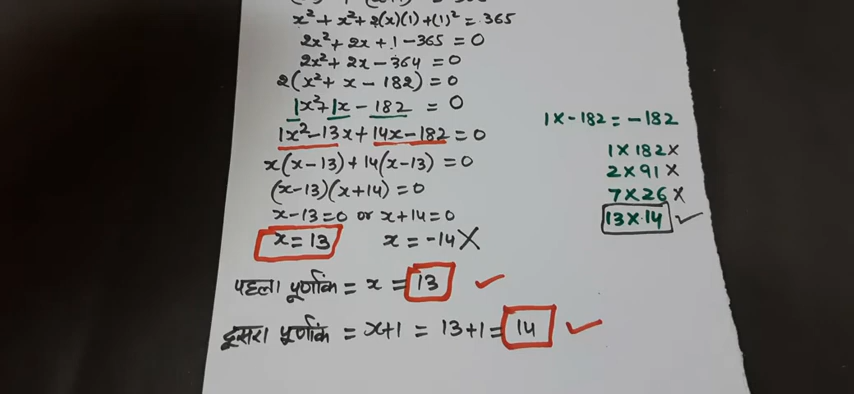 x² + x² + 2(x)(1) + (1)² = 365
2x² + 2x + 1 - 365 = 0
2x² + 2x - 364 = 0
2(x² + x - 182) = 0
1x² + 1x - 182 = 0
1x² - 13x + 14x - 182 = 0
x(x - 13) + 14(x - 13) = 0
(x - 13)(x + 14) = 0
x - 13 = 0 or x + 14 = 0
x = 13 x = -14 X
पहला पूर्णांक = x = 13 ✓
दूसरा पूर्णांक = x+1 = 13+1 = 14 ✓
1 X - 182 = - 182
1 X 182 X
2 X 91 X
7 X 26 X
13 X 14 ✓